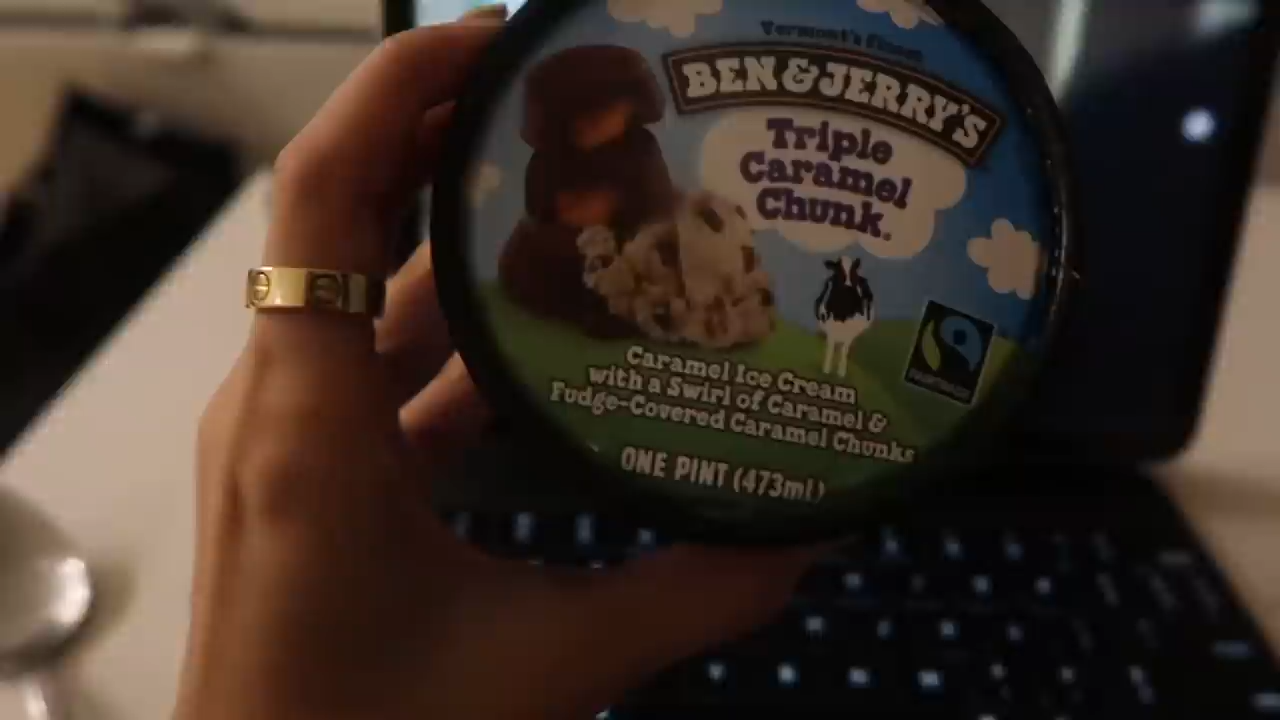 Vermont's Finest
BEN & JERRY'S
Triple
Caramel
Chunk.
FAIRTRADE
Caramel Ice Cream
with a Swirl of Caramel &
Fudge-Covered Caramel Chunks
ONE PINT (473mL)